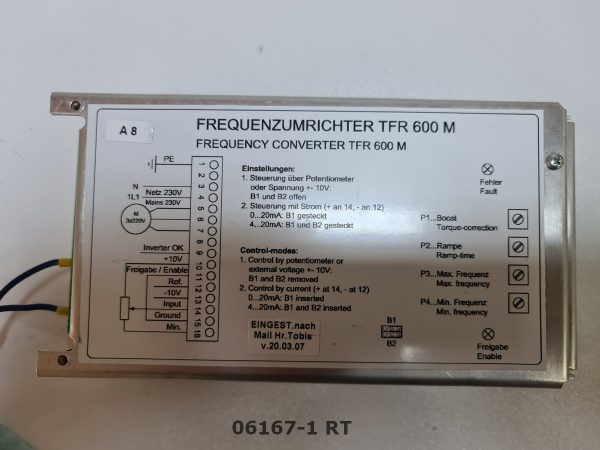 A 8
FREQUENZUMRICHTER TFR 600 M
FREQUENCY CONVERTER TFR 600 M
PE
N
1L1
Netz 230V
Mains 230V
M
3x220V
Inverter OK
+10V
Freigabe / Enable
Ref.
-10V
Input
Ground
Min.
1
2
3
4
5
6
7
8
9
10
11
12
13
14
15
16
Einstellungen:
1. Steuerung über Potentiometer
oder Spannung +- 10V:
B1 und B2 offen
2. Steuerung mit Strom (+ an 14, - an 12)
0...20mA: B1 gesteckt
4...20mA: B1 und B2 gesteckt
Control-modes:
1. Control by potentiometer or
external voltage +- 10V:
B1 and B2 removed
2. Control by current (+ at 14, - at 12)
0...20mA: B1 inserted
4...20mA: B1 and B2 inserted
EINGEST.nach
Mail Hr.Tobis
v.20.03.07
B1
B2
Fehler
Fault
P1... Boost
Torque-correction
P2... Rampe
Ramp-time
P3... Max. Frequenz
Max. frequency
P4... Min. Frequenz
Min. frequency
Freigabe
Enable
06167-1 RT